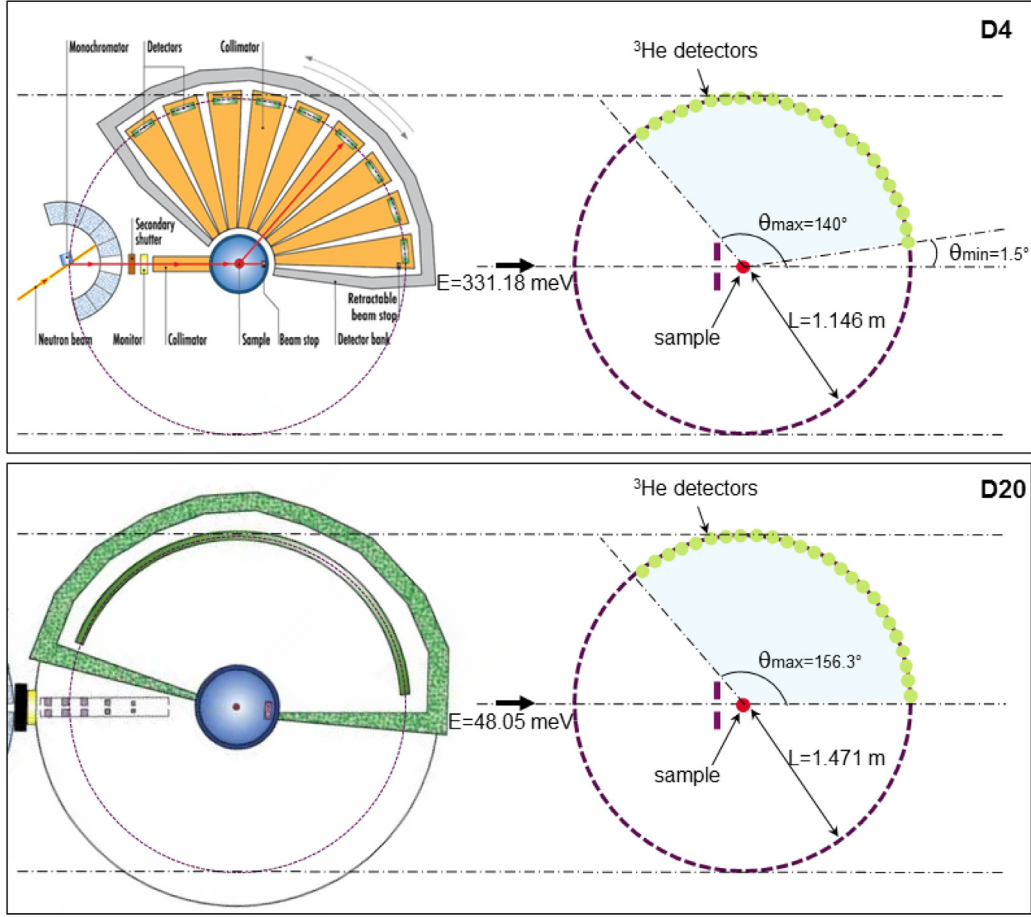 D4
Monochromator
Detectors
Collimator
³He detectors
Secondary
shutter
θmax=140°
θmin=1.5°
E=331.18 meV
Retractable
beam stop
sample
L=1.146 m
Neutron beam
Monitor
Collimator
Sample
Beam stop
Detector bank
D20
³He detectors
θmax=156.3°
E=48.05 meV
sample
L=1.471 m